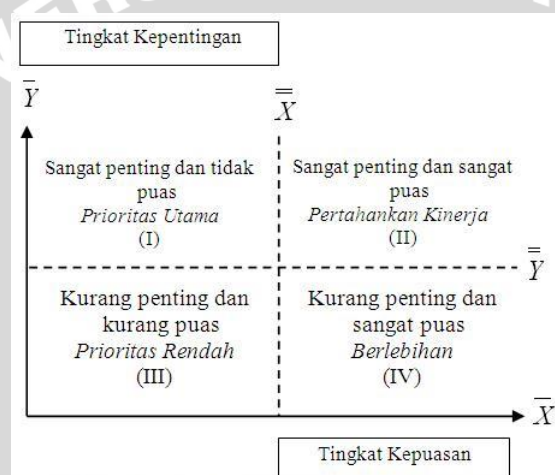 Tingkat Kepentingan
Y̅
X̿
Sangat penting dan tidak
puas
Prioritas Utama
(I)
Sangat penting dan sangat
puas
Pertahankan Kinerja
(II)
Y̿
Kurang penting dan
kurang puas
Prioritas Rendah
(III)
Kurang penting dan
sangat puas
Berlebihan
(IV)
X̅
Tingkat Kepuasan